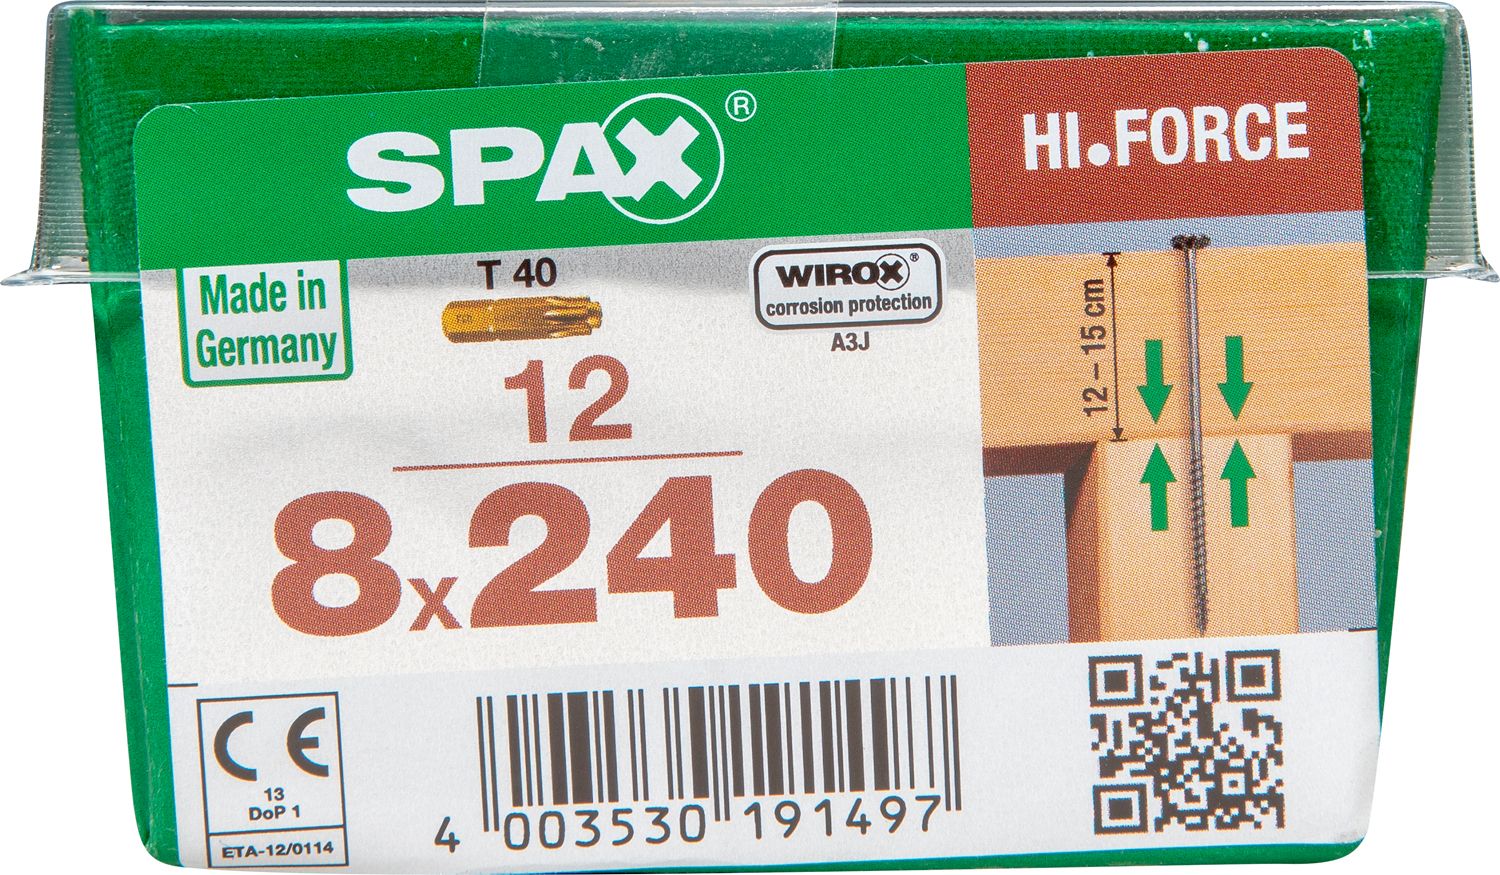 SPAX®
HI.FORCE
Made in
Germany
T 40
WIROX®
corrosion protection
A3J
12 – 15 cm
12
8x240
CE
13
DoP 1
ETA-12/0114
4 003530 191497